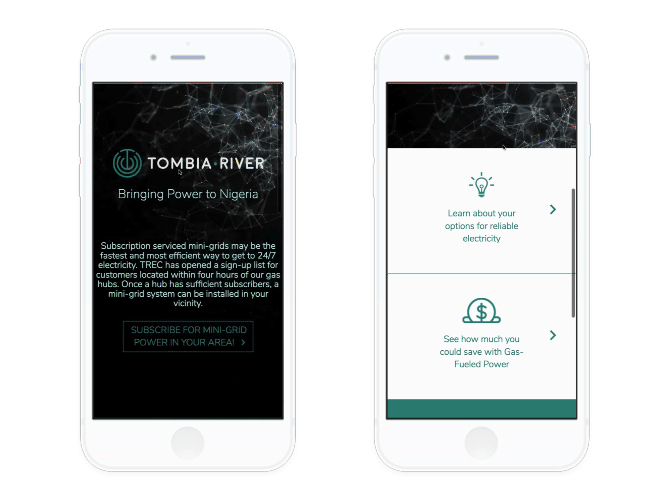 TOMBIA·RIVER
Bringing Power to Nigeria
Subscription serviced mini-grids may be the
fastest and most efficient way to get to 24/7
electricity. TREC has opened a sign-up list for
customers located within four hours of our gas
hubs. Once a hub has sufficient subscribers, a
mini-grid system can be installed in your
vicinity.
SUBSCRIBE FOR MINI-GRID
POWER IN YOUR AREA! >
Learn about your
options for reliable
electricity
$
See how much you
could save with Gas-
Fueled Power